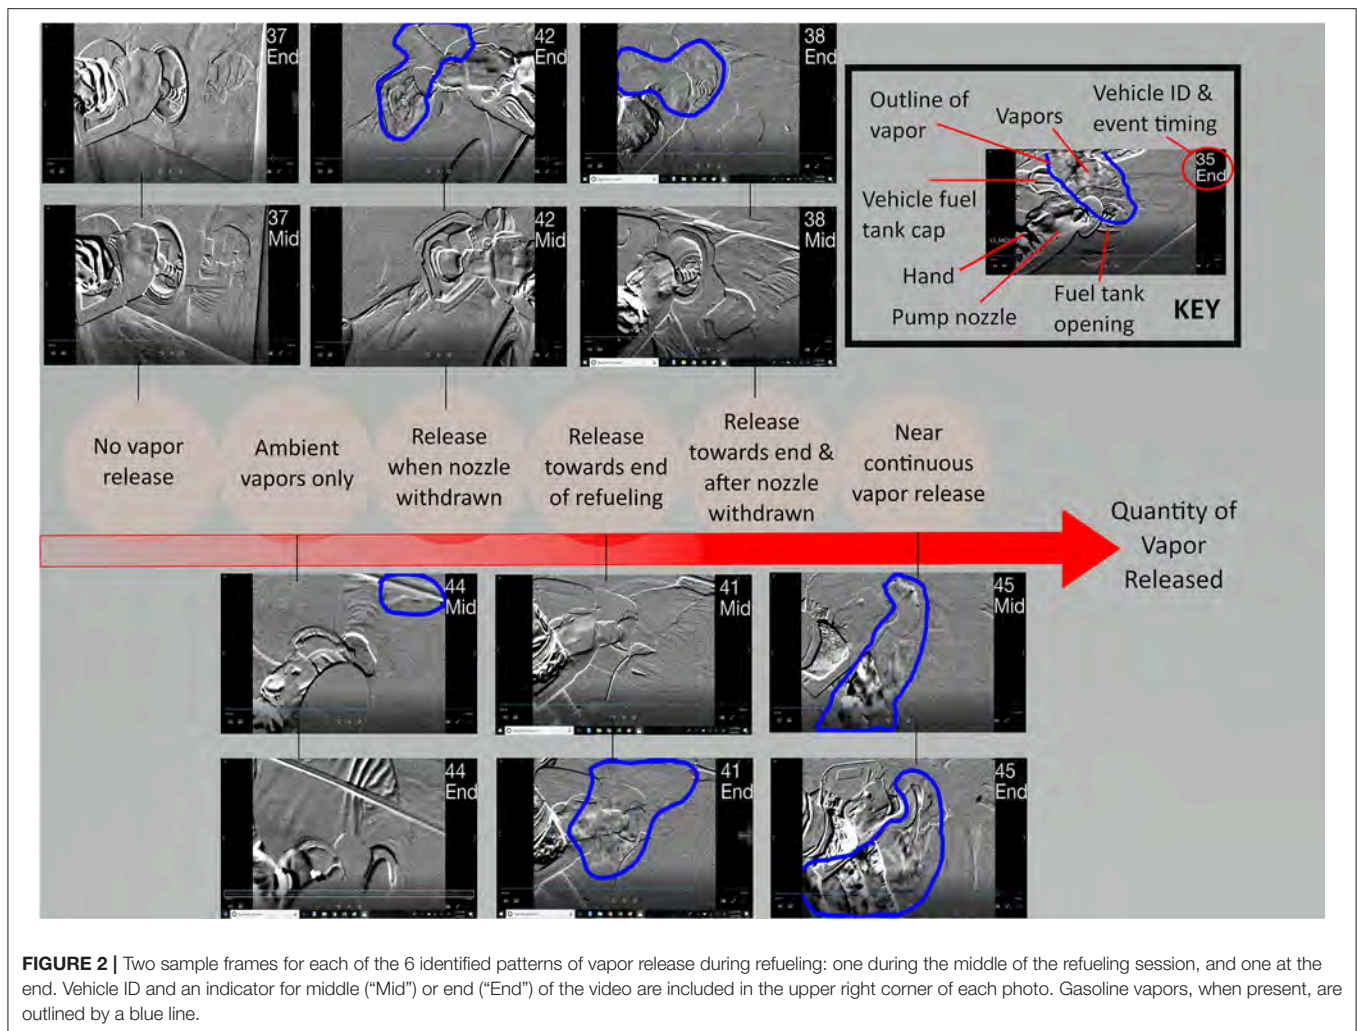 37
End
42
End
38
End
37
Mid
42
Mid
38
Mid
Outline of
vapor
Vapors
Vehicle ID &
event timing
35
End
Vehicle fuel
tank cap
Hand
Pump nozzle
Fuel tank
opening
KEY
No vapor
release
Ambient
vapors only
Release
when nozzle
withdrawn
Release
towards end
of refueling
Release
towards end &
after nozzle
withdrawn
Near
continuous
vapor release
Quantity of
Vapor
Released
44
Mid
41
Mid
45
Mid
44
End
41
End
45
End
FIGURE 2 | Two sample frames for each of the 6 identified patterns of vapor release during refueling: one during the middle of the refueling session, and one at the
end. Vehicle ID and an indicator for middle (“Mid”) or end (“End”) of the video are included in the upper right corner of each photo. Gasoline vapors, when present, are
outlined by a blue line.